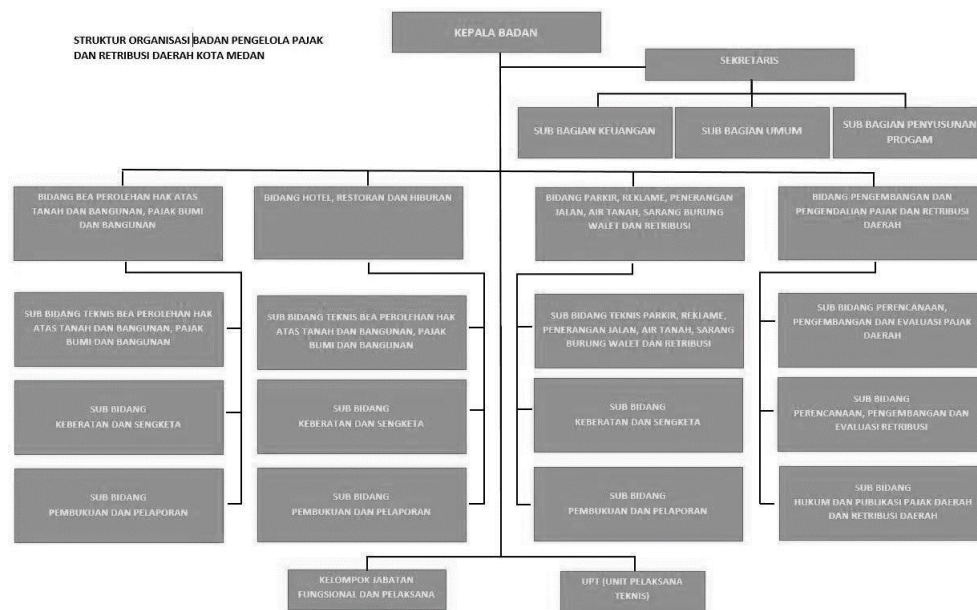 STRUKTUR ORGANISASI BADAN PENGELOLA PAJAK
DAN RETRIBUSI DAERAH KOTA MEDAN
KEPALA BADAN
SEKRETARIS
SUB BAGIAN KEUANGAN
SUB BAGIAN UMUM
SUB BAGIAN PENYUSUNAN
PROGAM
BIDANG BEA PEROLEHAN HAK ATAS
TANAH DAN BANGUNAN, PAJAK BUMI
DAN BANGUNAN
BIDANG HOTEL, RESTORAN DAN HIBURAN
BIDANG PARKIR, REKLAME, PENERANGAN
JALAN, AIR TANAH, SARANG BURUNG
WALET DAN RETRIBUSI
BIDANG PENGEMBANGAN DAN
PENGENDALIAN PAJAK DAN RETRIBUSI
DAERAH
SUB BIDANG TEKNIS BEA PEROLEHAN HAK
ATAS TANAH DAN BANGUNAN, PAJAK
BUMI DAN BANGUNAN
SUB BIDANG TEKNIS BEA PEROLEHAN HAK
ATAS TANAH DAN BANGUNAN, PAJAK
BUMI DAN BANGUNAN
SUB BIDANG TEKNIS PARKIR, REKLAME,
PENERANGAN JALAN, AIR TANAH, SARANG
BURUNG WALET DAN RETRIBUSI
SUB BIDANG PERENCANAAN,
PENGEMBANGAN DAN EVALUASI PAJAK
DAERAH
SUB BIDANG
KEBERATAN DAN SENGKETA
SUB BIDANG
KEBERATAN DAN SENGKETA
SUB BIDANG
KEBERATAN DAN SENGKETA
SUB BIDANG
PERENCANAAN, PENGEMBANGAN DAN
EVALUASI RETRIBUSI
SUB BIDANG
PEMBUKUAN DAN PELAPORAN
SUB BIDANG
PEMBUKUAN DAN PELAPORAN
SUB BIDANG
PEMBUKUAN DAN PELAPORAN
SUB BIDANG
HUKUM DAN PUBLIKASI PAJAK DAERAH
DAN RETRIBUSI DAERAH
KELOMPOK JABATAN
FUNGSIONAL DAN PELAKSANA
UPT (UNIT PELAKSANA
TEKNIS)